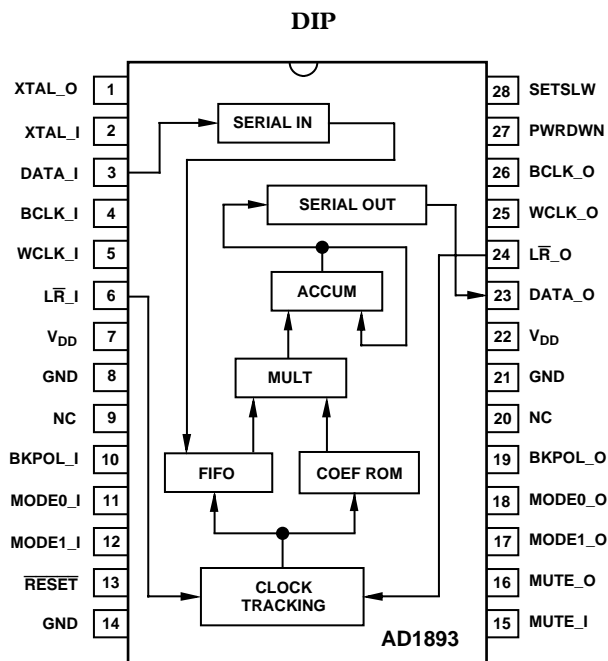 DIP
XTAL_O 1
XTAL_I 2
DATA_I 3
BCLK_I 4
WCLK_I 5
LR̅_I 6
VDD 7
GND 8
NC 9
BKPOL_I 10
MODE0_I 11
MODE1_I 12
R̅E̅S̅E̅T̅ 13
GND 14
SERIAL IN
SERIAL OUT
ACCUM
MULT
FIFO
COEF ROM
CLOCK
TRACKING
AD1893
28 SETSLW
27 PWRDWN
26 BCLK_O
25 WCLK_O
24 LR̅_O
23 DATA_O
22 VDD
21 GND
20 NC
19 BKPOL_O
18 MODE0_O
17 MODE1_O
16 MUTE_O
15 MUTE_I